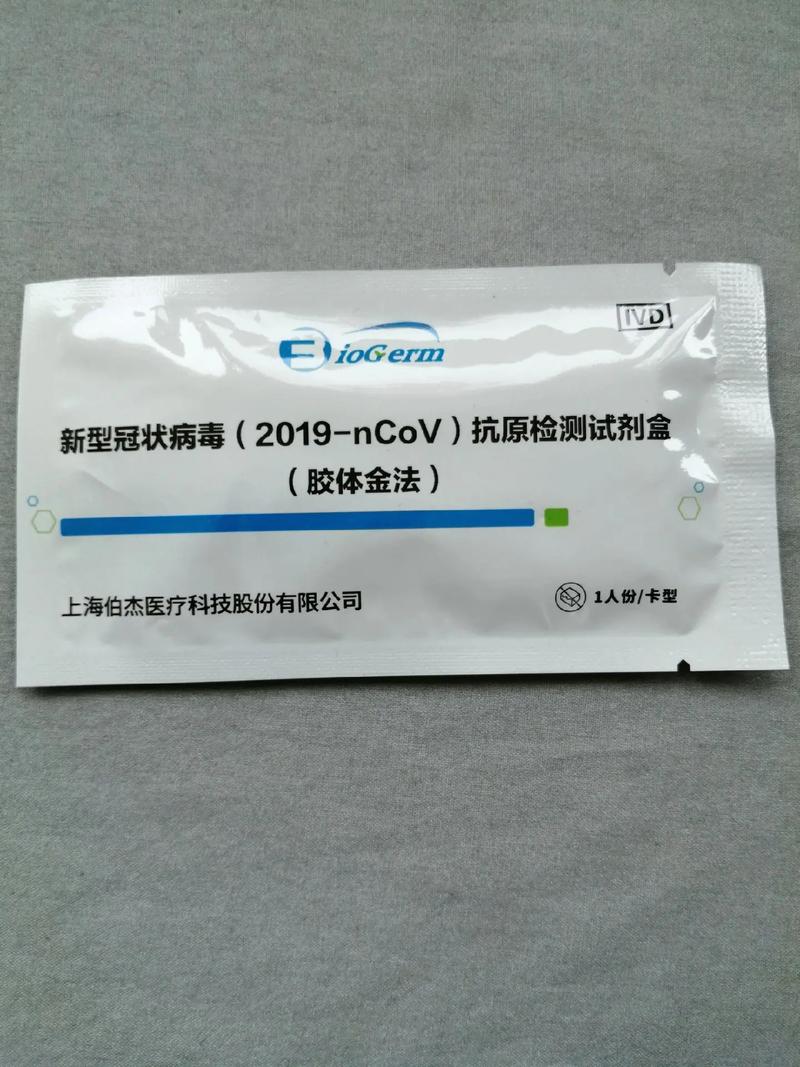 BioGerm
IVD
新型冠状病毒（2019-nCoV）抗原检测试剂盒
（胶体金法）
上海伯杰医疗科技股份有限公司
1人份/卡型